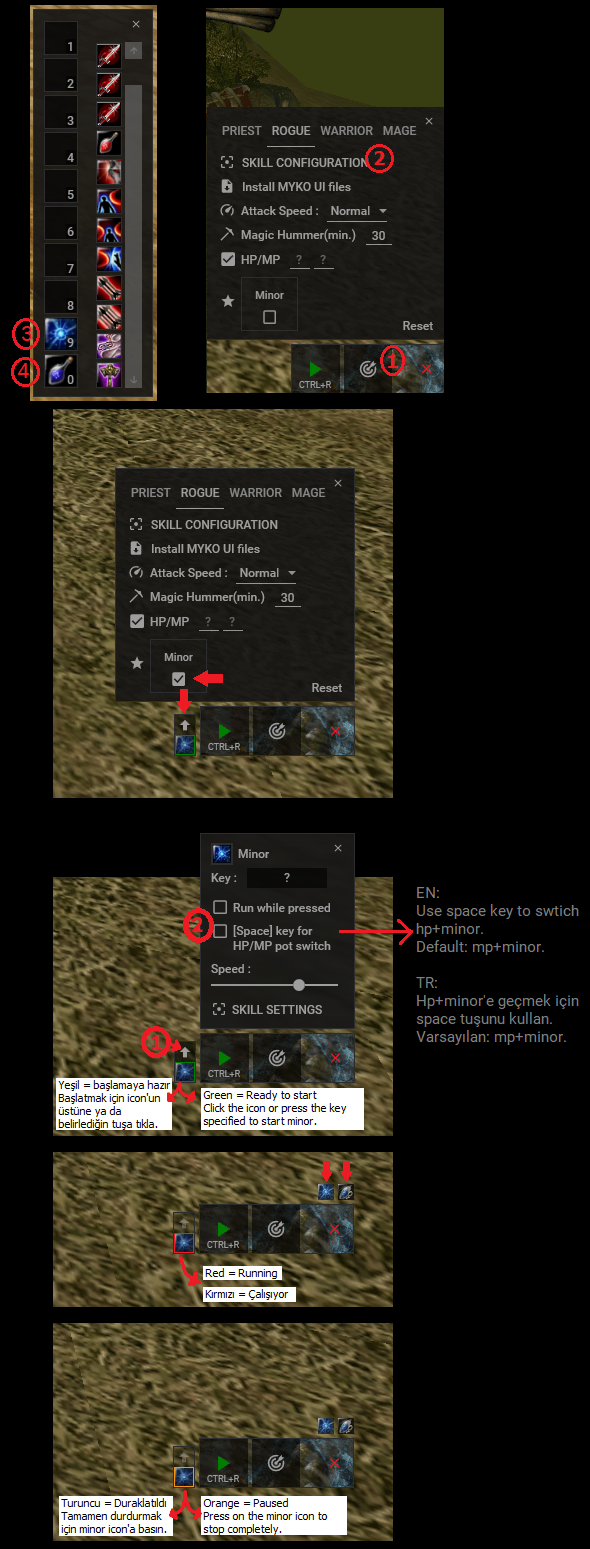 1
2
3
4
5
6
7
③ 8
④ 9
0
PRIEST ROGUE WARRIOR MAGE
SKILL CONFIGURATION ②
Install MYKO UI files
Attack Speed : Normal
Magic Hummer(min.) 30
HP/MP ? ?
Minor
Reset
CTRL+R ①
PRIEST ROGUE WARRIOR MAGE
SKILL CONFIGURATION
Install MYKO UI files
Attack Speed : Normal
Magic Hummer(min.) 30
HP/MP ? ?
Minor
Reset
CTRL+R
Minor
Key : ?
Run while pressed
② [Space] key for
HP/MP pot switch
Speed :
SKILL SETTINGS
①
CTRL+R
EN:
Use space key to swtich
hp+minor.
Default: mp+minor.
TR:
Hp+minor'e geçmek için
space tuşunu kullan.
Varsayılan: mp+minor.
Yeşil = başlamaya hazır
Başlatmak için icon'un
üstüne ya da
belirlediğin tuşa tıkla.
Green = Ready to start
Click the icon or press the key
specified to start minor.
CTRL+R
Red = Running
Kırmızı = Çalışıyor
CTRL+R
Turuncu = Duraklatıldı
Tamamen durdurmak
için minor icon'a basın.
Orange = Paused
Press on the minor icon to
stop completely.